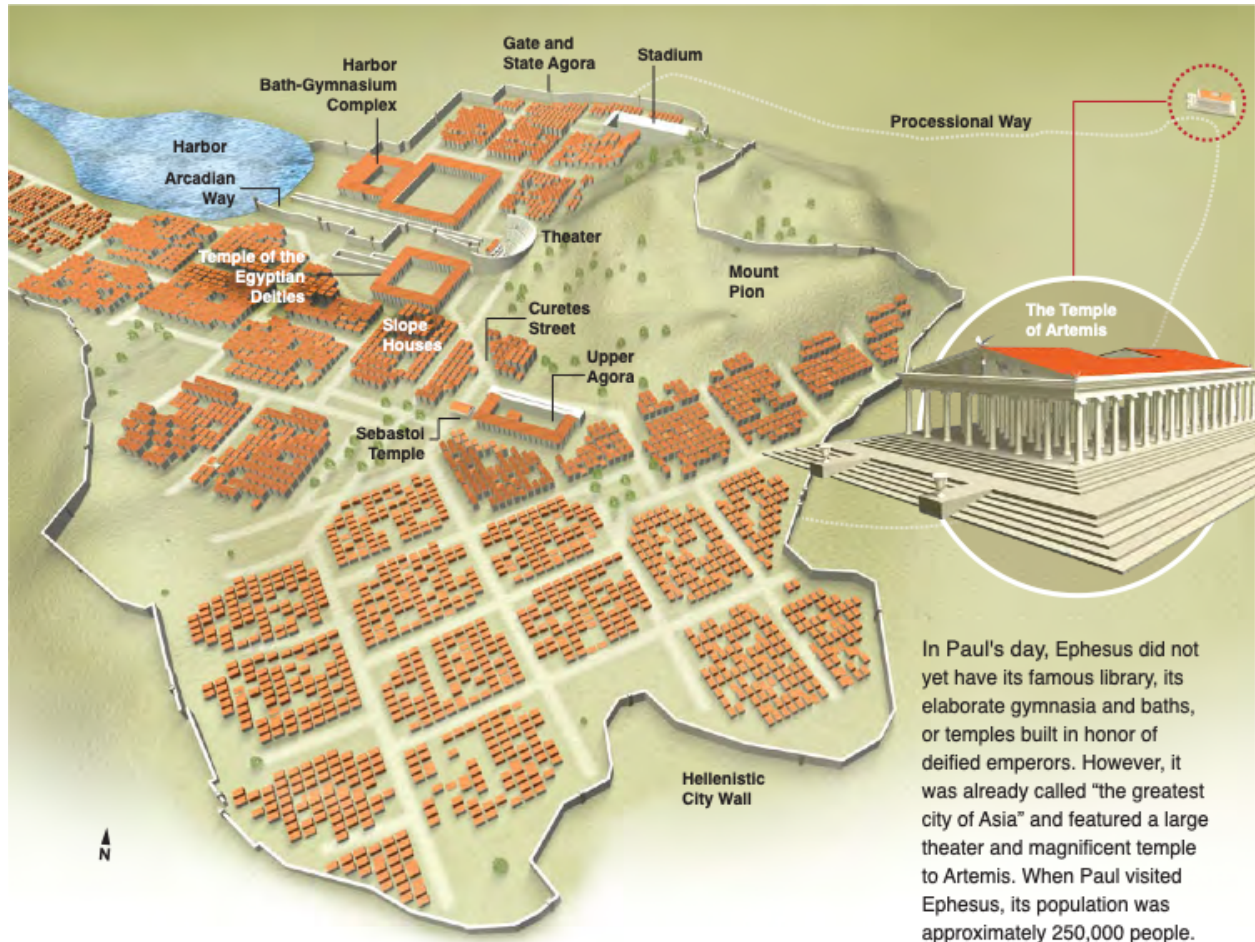 Gate and
State Agora
Stadium
Harbor
Bath-Gymnasium
Complex
Processional Way
Harbor
Arcadian
Way
Theater
Temple of the
Egyptian
Deities
Mount
Pion
Curetes
Street
Slope
Houses
Upper
Agora
The Temple
of Artemis
Sebastoi
Temple
Hellenistic
City Wall
N
In Paul's day, Ephesus did not
yet have its famous library, its
elaborate gymnasia and baths,
or temples built in honor of
deified emperors. However, it
was already called “the greatest
city of Asia” and featured a large
theater and magnificent temple
to Artemis. When Paul visited
Ephesus, its population was
approximately 250,000 people.